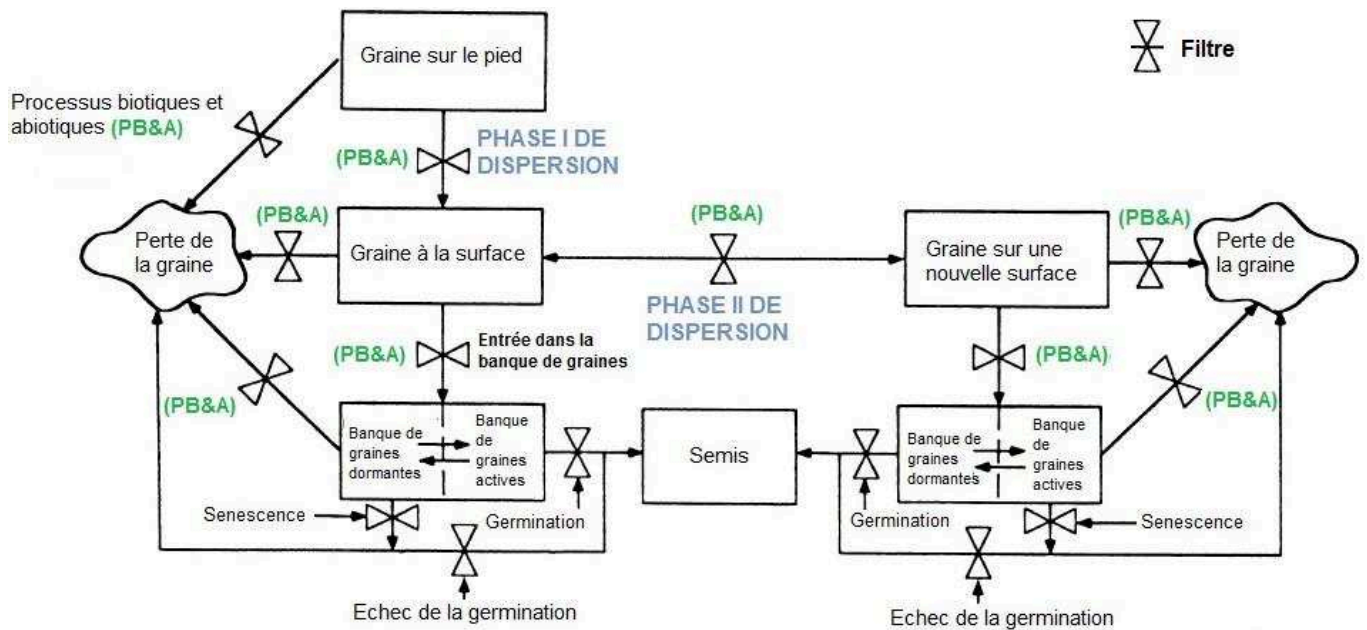 Graine sur le pied
Filtre
Processus biotiques et
abiotiques (PB&A)
(PB&A)
PHASE I DE
DISPERSION
(PB&A)
(PB&A)
(PB&A)
Perte de
la graine
Graine à la surface
Graine sur une
nouvelle surface
Perte de
la graine
PHASE II DE
DISPERSION
(PB&A)
Entrée dans la
banque de graines
(PB&A)
(PB&A)
(PB&A)
Banque de
graines
dormantes
Banque
de
graines
actives
Semis
Banque de
graines
dormantes
Banque
de
graines
actives
Senescence
Germination
Germination
Senescence
Echec de la germination
Echec de la germination